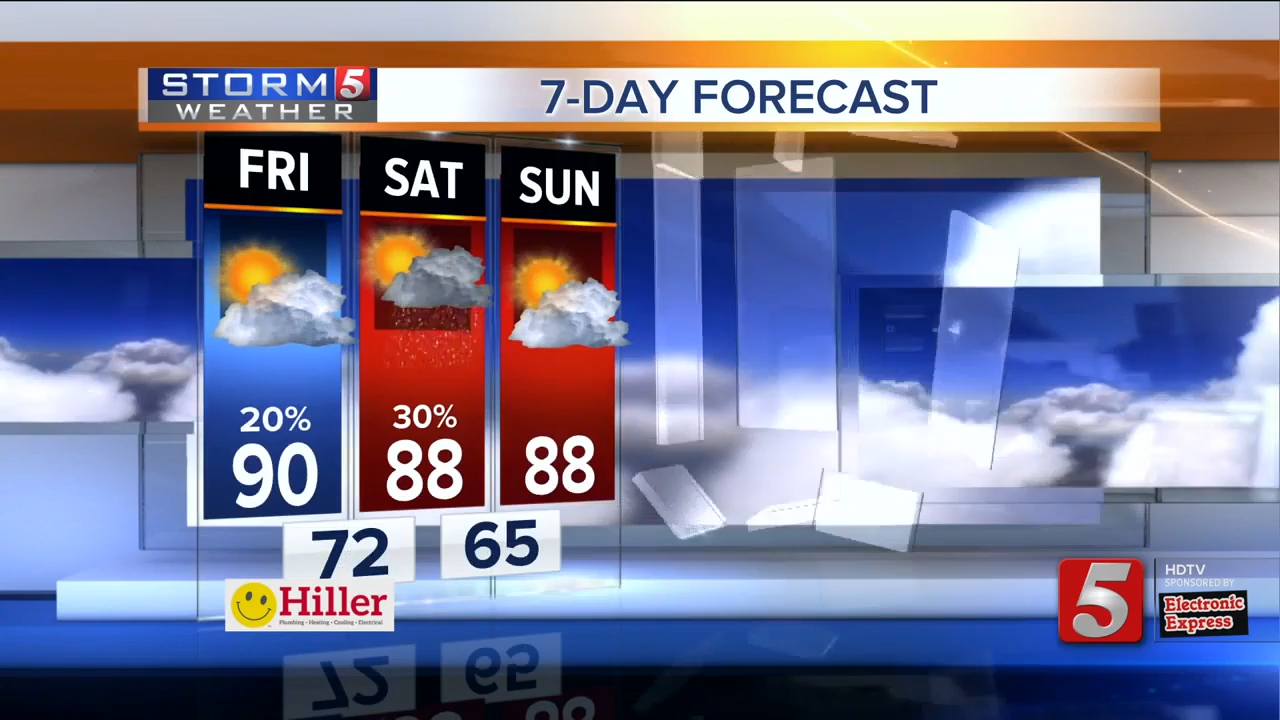 STORM 5
WEATHER
7-DAY FORECAST
FRI
SAT
SUN
20%
30%
90
88
88
72
65
Hiller
Plumbing • Heating • Cooling • Electrical
5
HDTV
SPONSORED BY
Electronic
Express